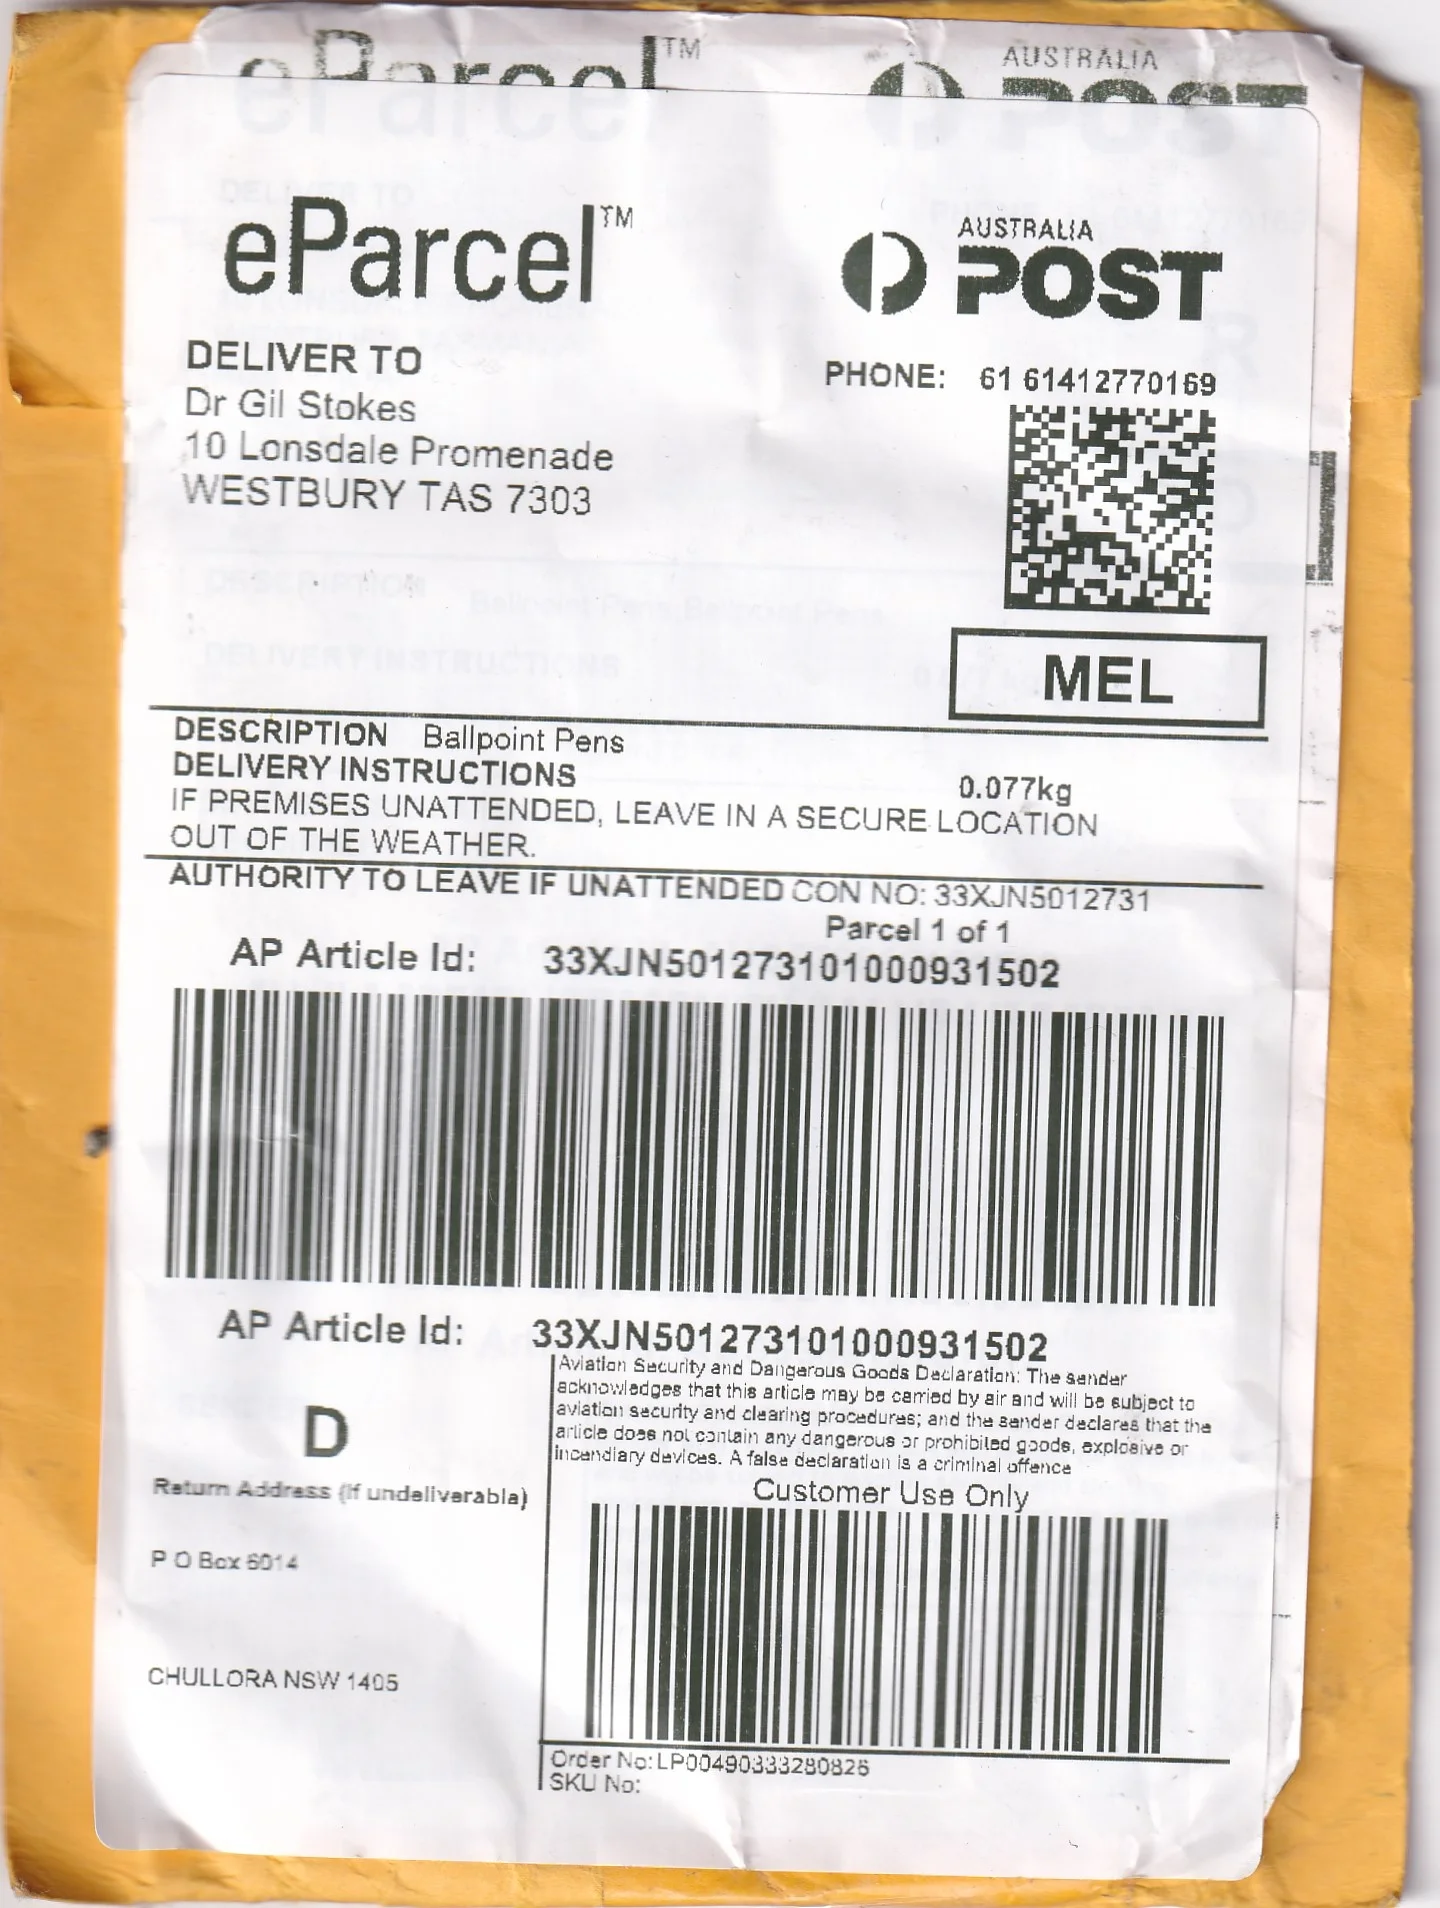 eParcel™
AUSTRALIA
POST
eParcel™
AUSTRALIA
POST
DELIVER TO
PHONE: 61 61412770169
Dr Gil Stokes
10 Lonsdale Promenade
WESTBURY TAS 7303
MEL
DESCRIPTION Ballpoint Pens
DELIVERY INSTRUCTIONS 0.077kg
IF PREMISES UNATTENDED, LEAVE IN A SECURE LOCATION
OUT OF THE WEATHER.
AUTHORITY TO LEAVE IF UNATTENDED CON NO: 33XJN5012731
Parcel 1 of 1
AP Article Id: 33XJN501273101000931502
AP Article Id: 33XJN501273101000931502
Aviation Security and Dangerous Goods Declaration: The sender
acknowledges that this article may be carried by air and will be subject to
aviation security and clearing procedures; and the sender declares that the
article does not contain any dangerous or prohibited goods, explosive or
incendiary devices. A false declaration is a criminal offence
D
Return Address (If undeliverable)
Customer Use Only
P O Box 6014
CHULLORA NSW 1405
Order No:LP00490333280826
SKU No: